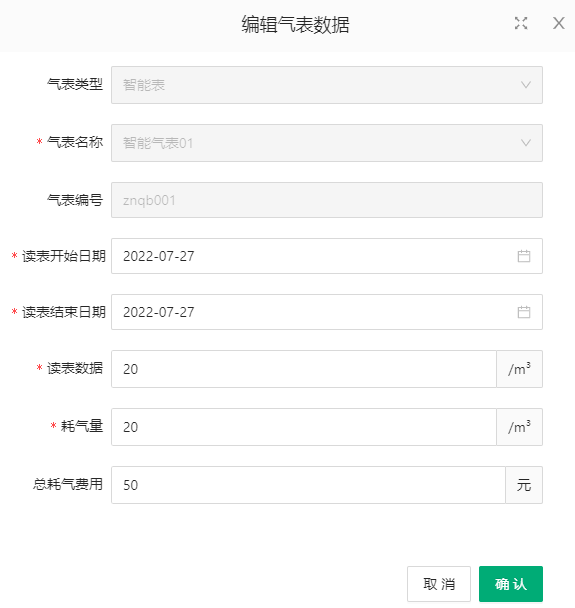 编辑气表数据
气表类型 智能表
* 气表名称 智能气表01
气表编号 znqb001
* 读表开始日期 2022-07-27
* 读表结束日期 2022-07-27
* 读表数据 20 /m³
* 耗气量 20 /m³
总耗气费用 50 元
取 消 确 认